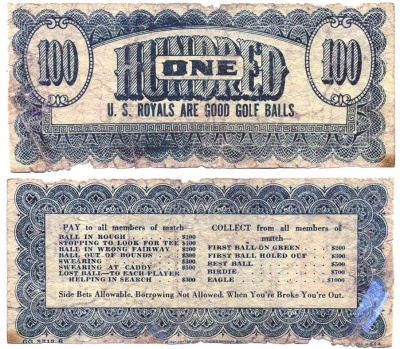 100 ONE HUNDRED 100
U. S. ROYALS ARE GOOD GOLF BALLS
PAY to all members of match
BALL IN ROUGH $100
STOPPING TO LOOK FOR TEE $100
BALL IN WRONG FAIRWAY $200
BALL OUT OF BOUNDS $300
SWEARING $300
SWEARING AT CADDY $500
LOST BALL—TO EACH PLAYER
HELPING IN SEARCH $300
COLLECT from all members of
match
FIRST BALL ON GREEN $200
FIRST BALL HOLED OUT $300
BEST BALL $500
BIRDIE $700
EAGLE $1000
Side Bets Allowable. Borrowing Not Allowed. When You're Broke You're Out.